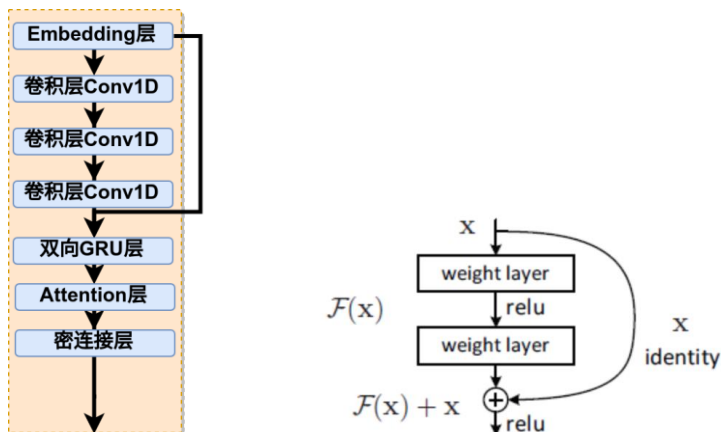 Embedding层
卷积层Conv1D
卷积层Conv1D
卷积层Conv1D
双向GRU层
Attention层
密连接层
x
weight layer
relu
F(x)
weight layer
x
identity
F(x) + x
relu